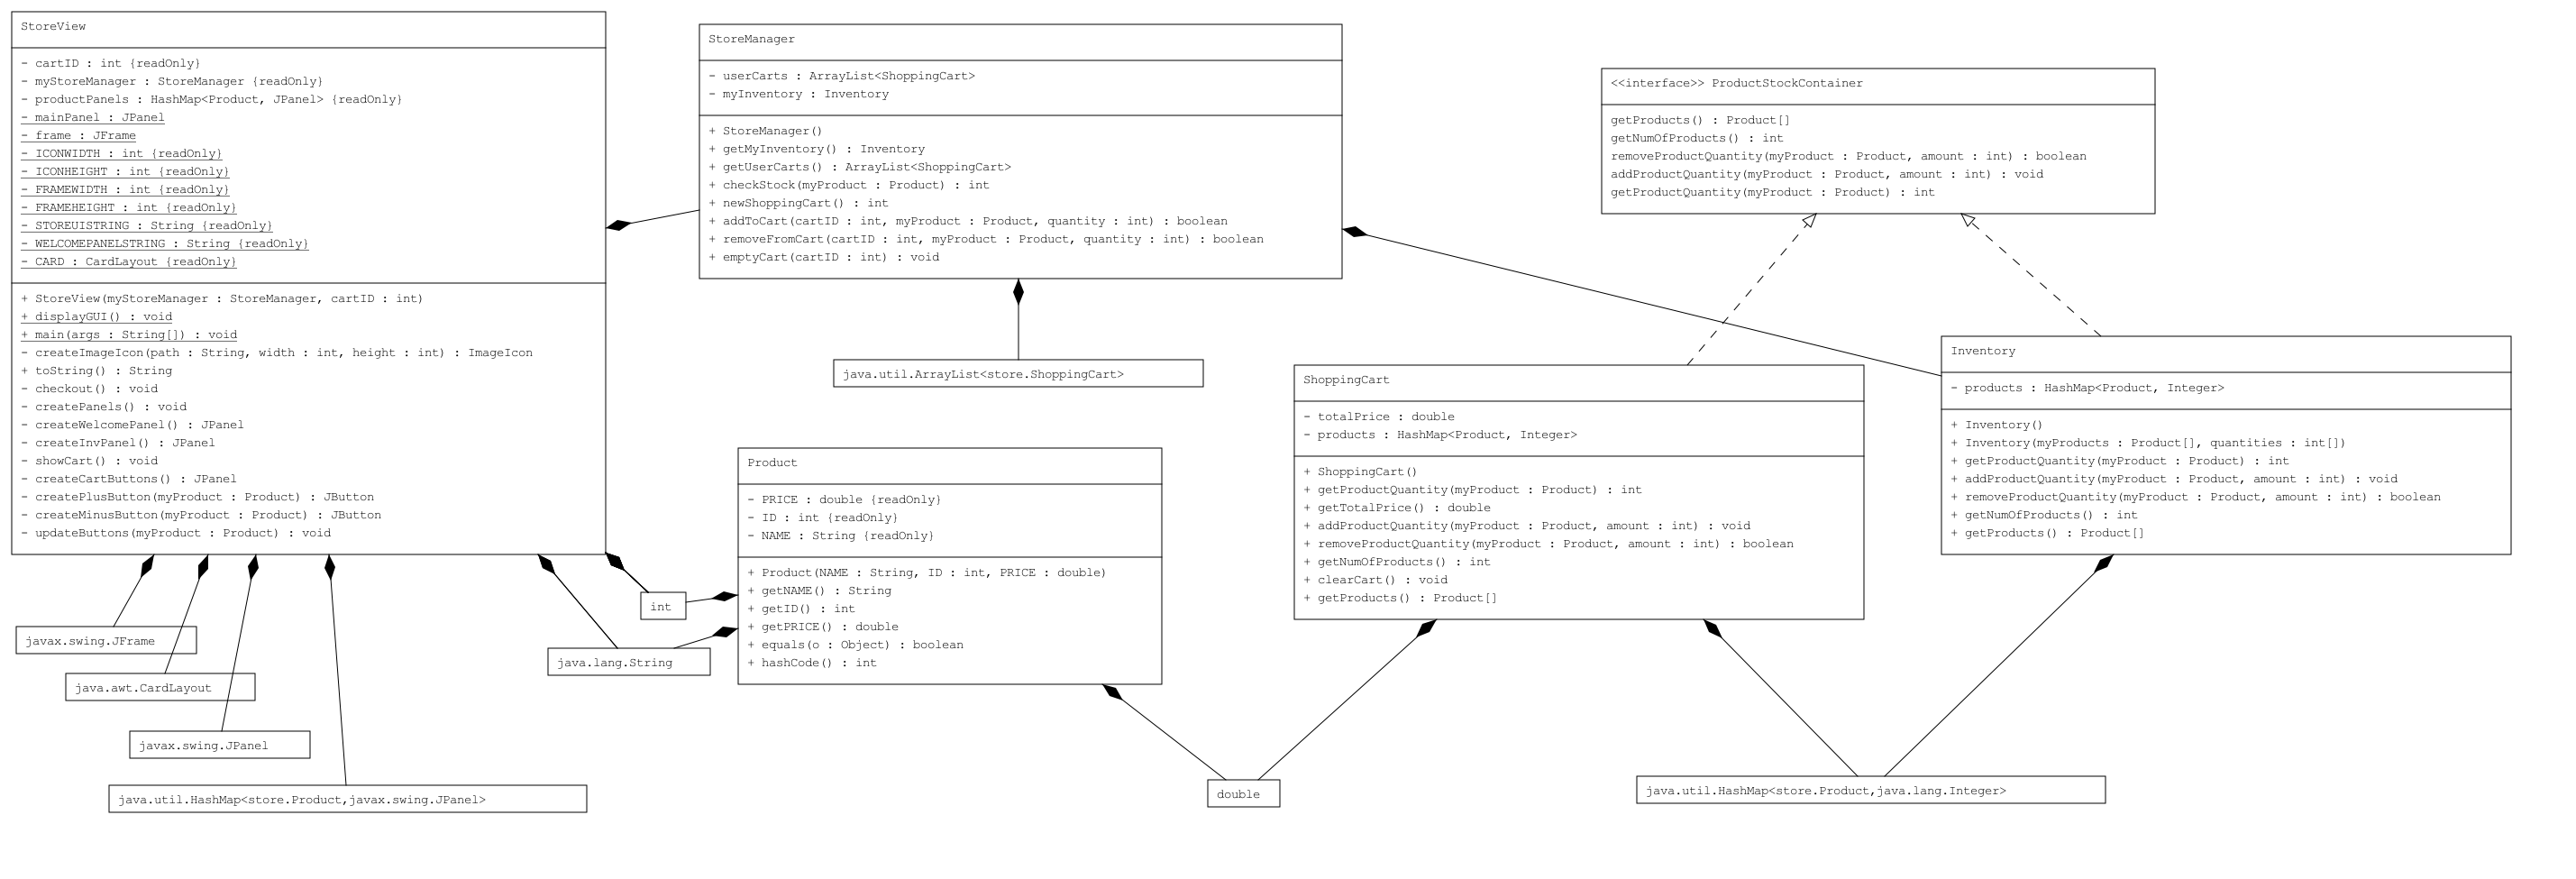 StoreView
- cartID : int {readOnly}
- myStoreManager : StoreManager {readOnly}
- productPanels : HashMap<Product, JPanel> {readOnly}
- mainPanel : JPanel
- frame : JFrame
- ICONWIDTH : int {readOnly}
- ICONHEIGHT : int {readOnly}
- FRAMEWIDTH : int {readOnly}
- FRAMEHEIGHT : int {readOnly}
- STOREUISTRING : String {readOnly}
- WELCOMEPANELSTRING : String {readOnly}
- CARD : CardLayout {readOnly}
+ StoreView(myStoreManager : StoreManager, cartID : int)
+ displayGUI() : void
+ main(args : String[]) : void
- createImageIcon(path : String, width : int, height : int) : ImageIcon
+ toString() : String
- checkout() : void
- createPanels() : void
- createWelcomePanel() : JPanel
- createInvPanel() : JPanel
- showCart() : void
- createCartButtons() : JPanel
- createPlusButton(myProduct : Product) : JButton
- createMinusButton(myProduct : Product) : JButton
- updateButtons(myProduct : Product) : void
StoreManager
- userCarts : ArrayList<ShoppingCart>
- myInventory : Inventory
+ StoreManager()
+ getMyInventory() : Inventory
+ getUserCarts() : ArrayList<ShoppingCart>
+ checkStock(myProduct : Product) : int
+ newShoppingCart() : int
+ addToCart(cartID : int, myProduct : Product, quantity : int) : boolean
+ removeFromCart(cartID : int, myProduct : Product, quantity : int) : boolean
+ emptyCart(cartID : int) : void
<<interface>> ProductStockContainer
getProducts() : Product[]
getNumOfProducts() : int
removeProductQuantity(myProduct : Product, amount : int) : boolean
addProductQuantity(myProduct : Product, amount : int) : void
getProductQuantity(myProduct : Product) : int
java.util.ArrayList<store.ShoppingCart>
Product
- PRICE : double {readOnly}
- ID : int {readOnly}
- NAME : String {readOnly}
+ Product(NAME : String, ID : int, PRICE : double)
+ getNAME() : String
+ getID() : int
+ getPRICE() : double
+ equals(o : Object) : boolean
+ hashCode() : int
ShoppingCart
- totalPrice : double
- products : HashMap<Product, Integer>
+ ShoppingCart()
+ getProductQuantity(myProduct : Product) : int
+ getTotalPrice() : double
+ addProductQuantity(myProduct : Product, amount : int) : void
+ removeProductQuantity(myProduct : Product, amount : int) : boolean
+ getNumOfProducts() : int
+ clearCart() : void
+ getProducts() : Product[]
Inventory
- products : HashMap<Product, Integer>
+ Inventory()
+ Inventory(myProducts : Product[], quantities : int[])
+ getProductQuantity(myProduct : Product) : int
+ addProductQuantity(myProduct : Product, amount : int) : void
+ removeProductQuantity(myProduct : Product, amount : int) : boolean
+ getNumOfProducts() : int
+ getProducts() : Product[]
int
java.lang.String
javax.swing.JFrame
java.awt.CardLayout
javax.swing.JPanel
java.util.HashMap<store.Product,javax.swing.JPanel>
double
java.util.HashMap<store.Product,java.lang.Integer>